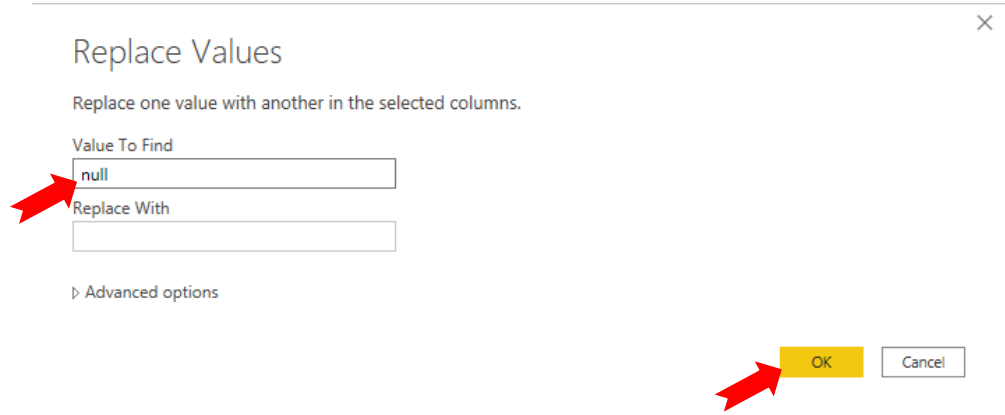 Replace Values
Replace one value with another in the selected columns.
Value To Find
null
Replace With
Advanced options
OK Cancel